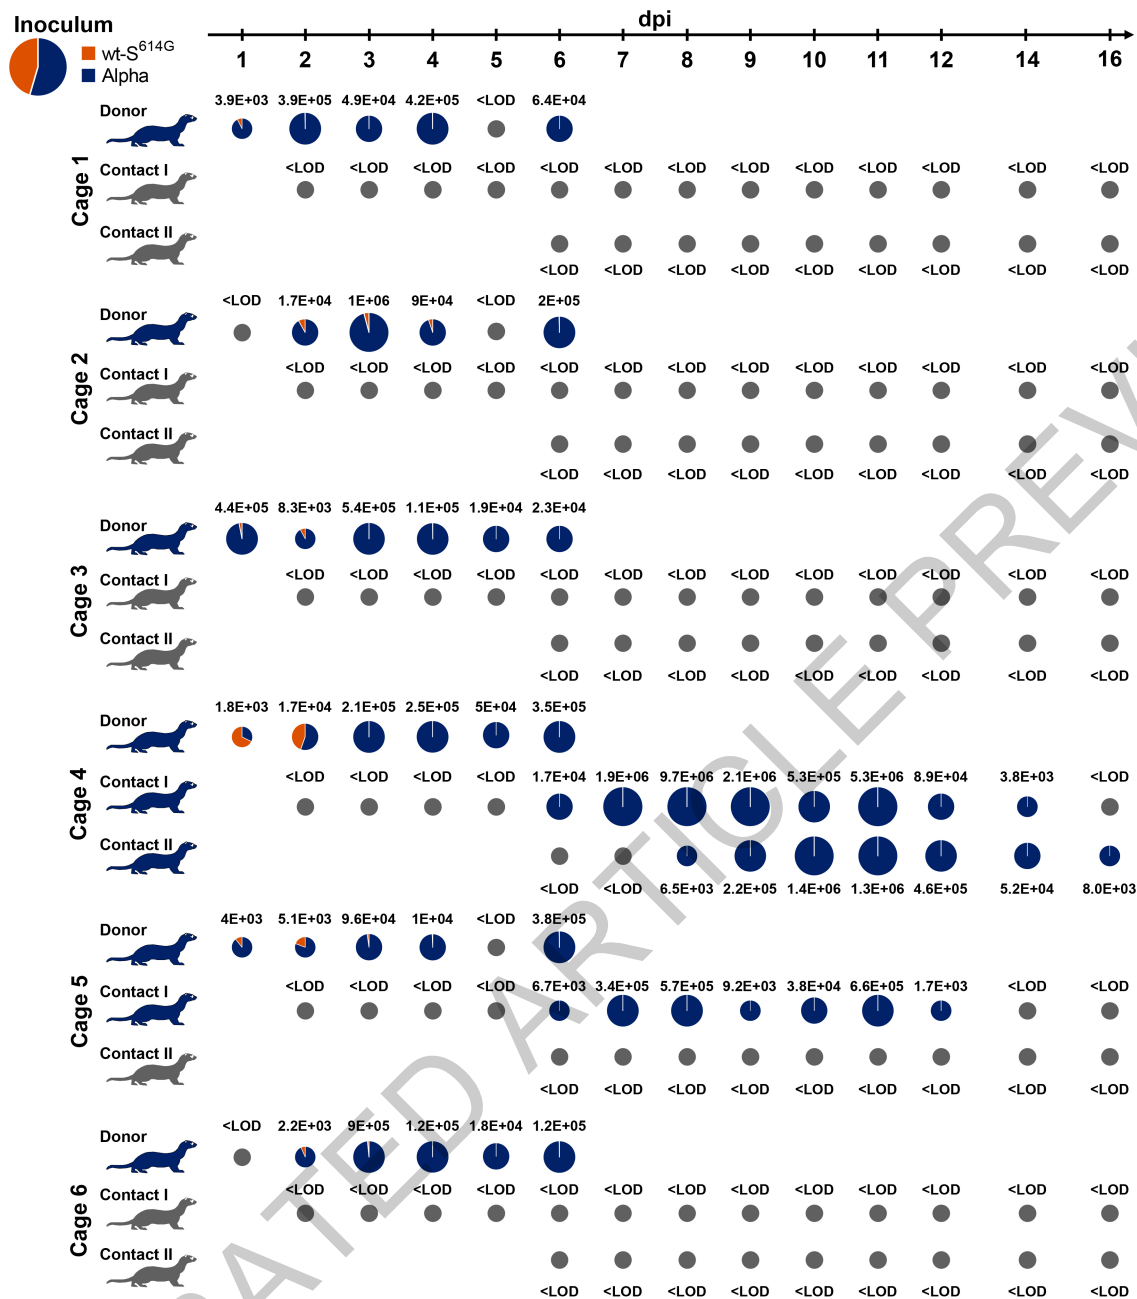 dpi
Inoculum
wt-S614G
Alpha
1 2 3 4 5 6 7 8 9 10 11 12 14 16
Cage 1
Donor
3.9E+03 3.9E+05 4.9E+04 4.2E+05 <LOD 6.4E+04
Contact I
<LOD <LOD <LOD <LOD <LOD <LOD <LOD <LOD <LOD <LOD <LOD <LOD <LOD
Contact II
<LOD <LOD <LOD <LOD <LOD <LOD <LOD <LOD <LOD
Cage 2
<LOD 1.7E+04 1E+06 9E+04 <LOD 2E+05
Donor
Contact I
<LOD <LOD <LOD <LOD <LOD <LOD <LOD <LOD <LOD <LOD <LOD <LOD <LOD
Contact II
<LOD <LOD <LOD <LOD <LOD <LOD <LOD <LOD <LOD
Cage 3
4.4E+05 8.3E+03 5.4E+05 1.1E+05 1.9E+04 2.3E+04
Donor
Contact I
<LOD <LOD <LOD <LOD <LOD <LOD <LOD <LOD <LOD <LOD <LOD <LOD <LOD
Contact II
<LOD <LOD <LOD <LOD <LOD <LOD <LOD <LOD <LOD
Cage 4
1.8E+03 1.7E+04 2.1E+05 2.5E+05 5E+04 3.5E+05
Donor
Contact I
<LOD <LOD <LOD <LOD 1.7E+04 1.9E+06 9.7E+06 2.1E+06 5.3E+05 5.3E+06 8.9E+04 3.8E+03 <LOD
Contact II
<LOD <LOD 6.5E+03 2.2E+05 1.4E+06 1.3E+06 4.6E+05 5.2E+04 8.0E+03
Cage 5
4E+03 5.1E+03 9.6E+04 1E+04 <LOD 3.8E+05
Donor
Contact I
<LOD <LOD <LOD <LOD 6.7E+03 3.4E+05 5.7E+05 9.2E+03 3.8E+04 6.6E+05 1.7E+03 <LOD <LOD
Contact II
<LOD <LOD <LOD <LOD <LOD <LOD <LOD <LOD <LOD
Cage 6
<LOD 2.2E+03 9E+05 1.2E+05 1.8E+04 1.2E+05
Donor
Contact I
<LOD <LOD <LOD <LOD <LOD <LOD <LOD <LOD <LOD <LOD <LOD <LOD <LOD
Contact II
<LOD <LOD <LOD <LOD <LOD <LOD <LOD <LOD <LOD
ARTICLE